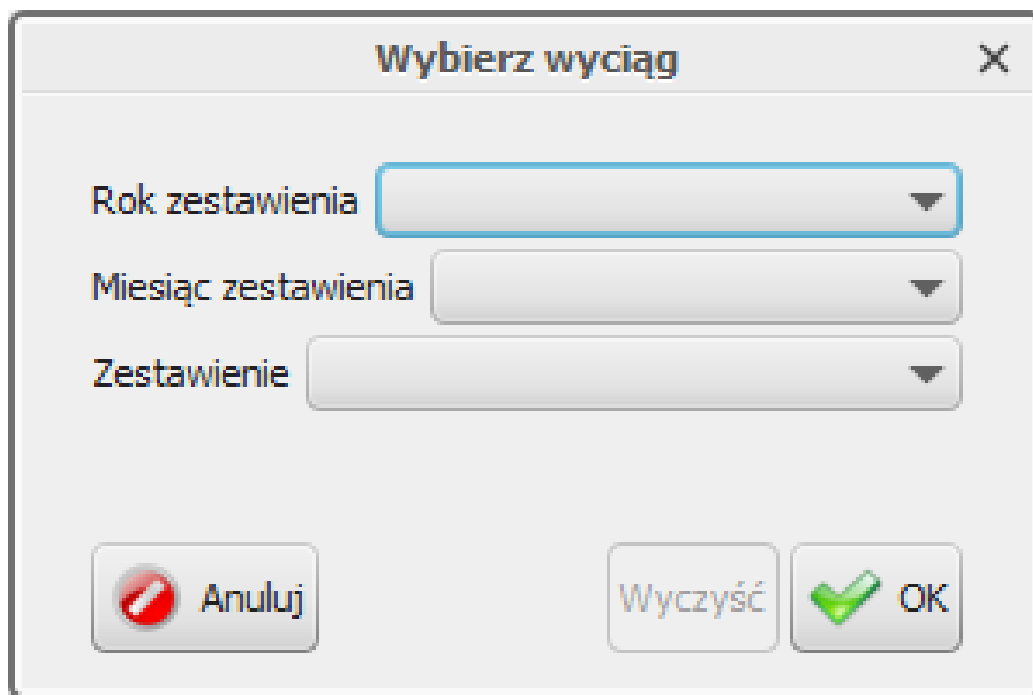 Wybierz wyciąg
Rok zestawienia
Miesiąc zestawienia
Zestawienie
Anuluj Wyczyść OK